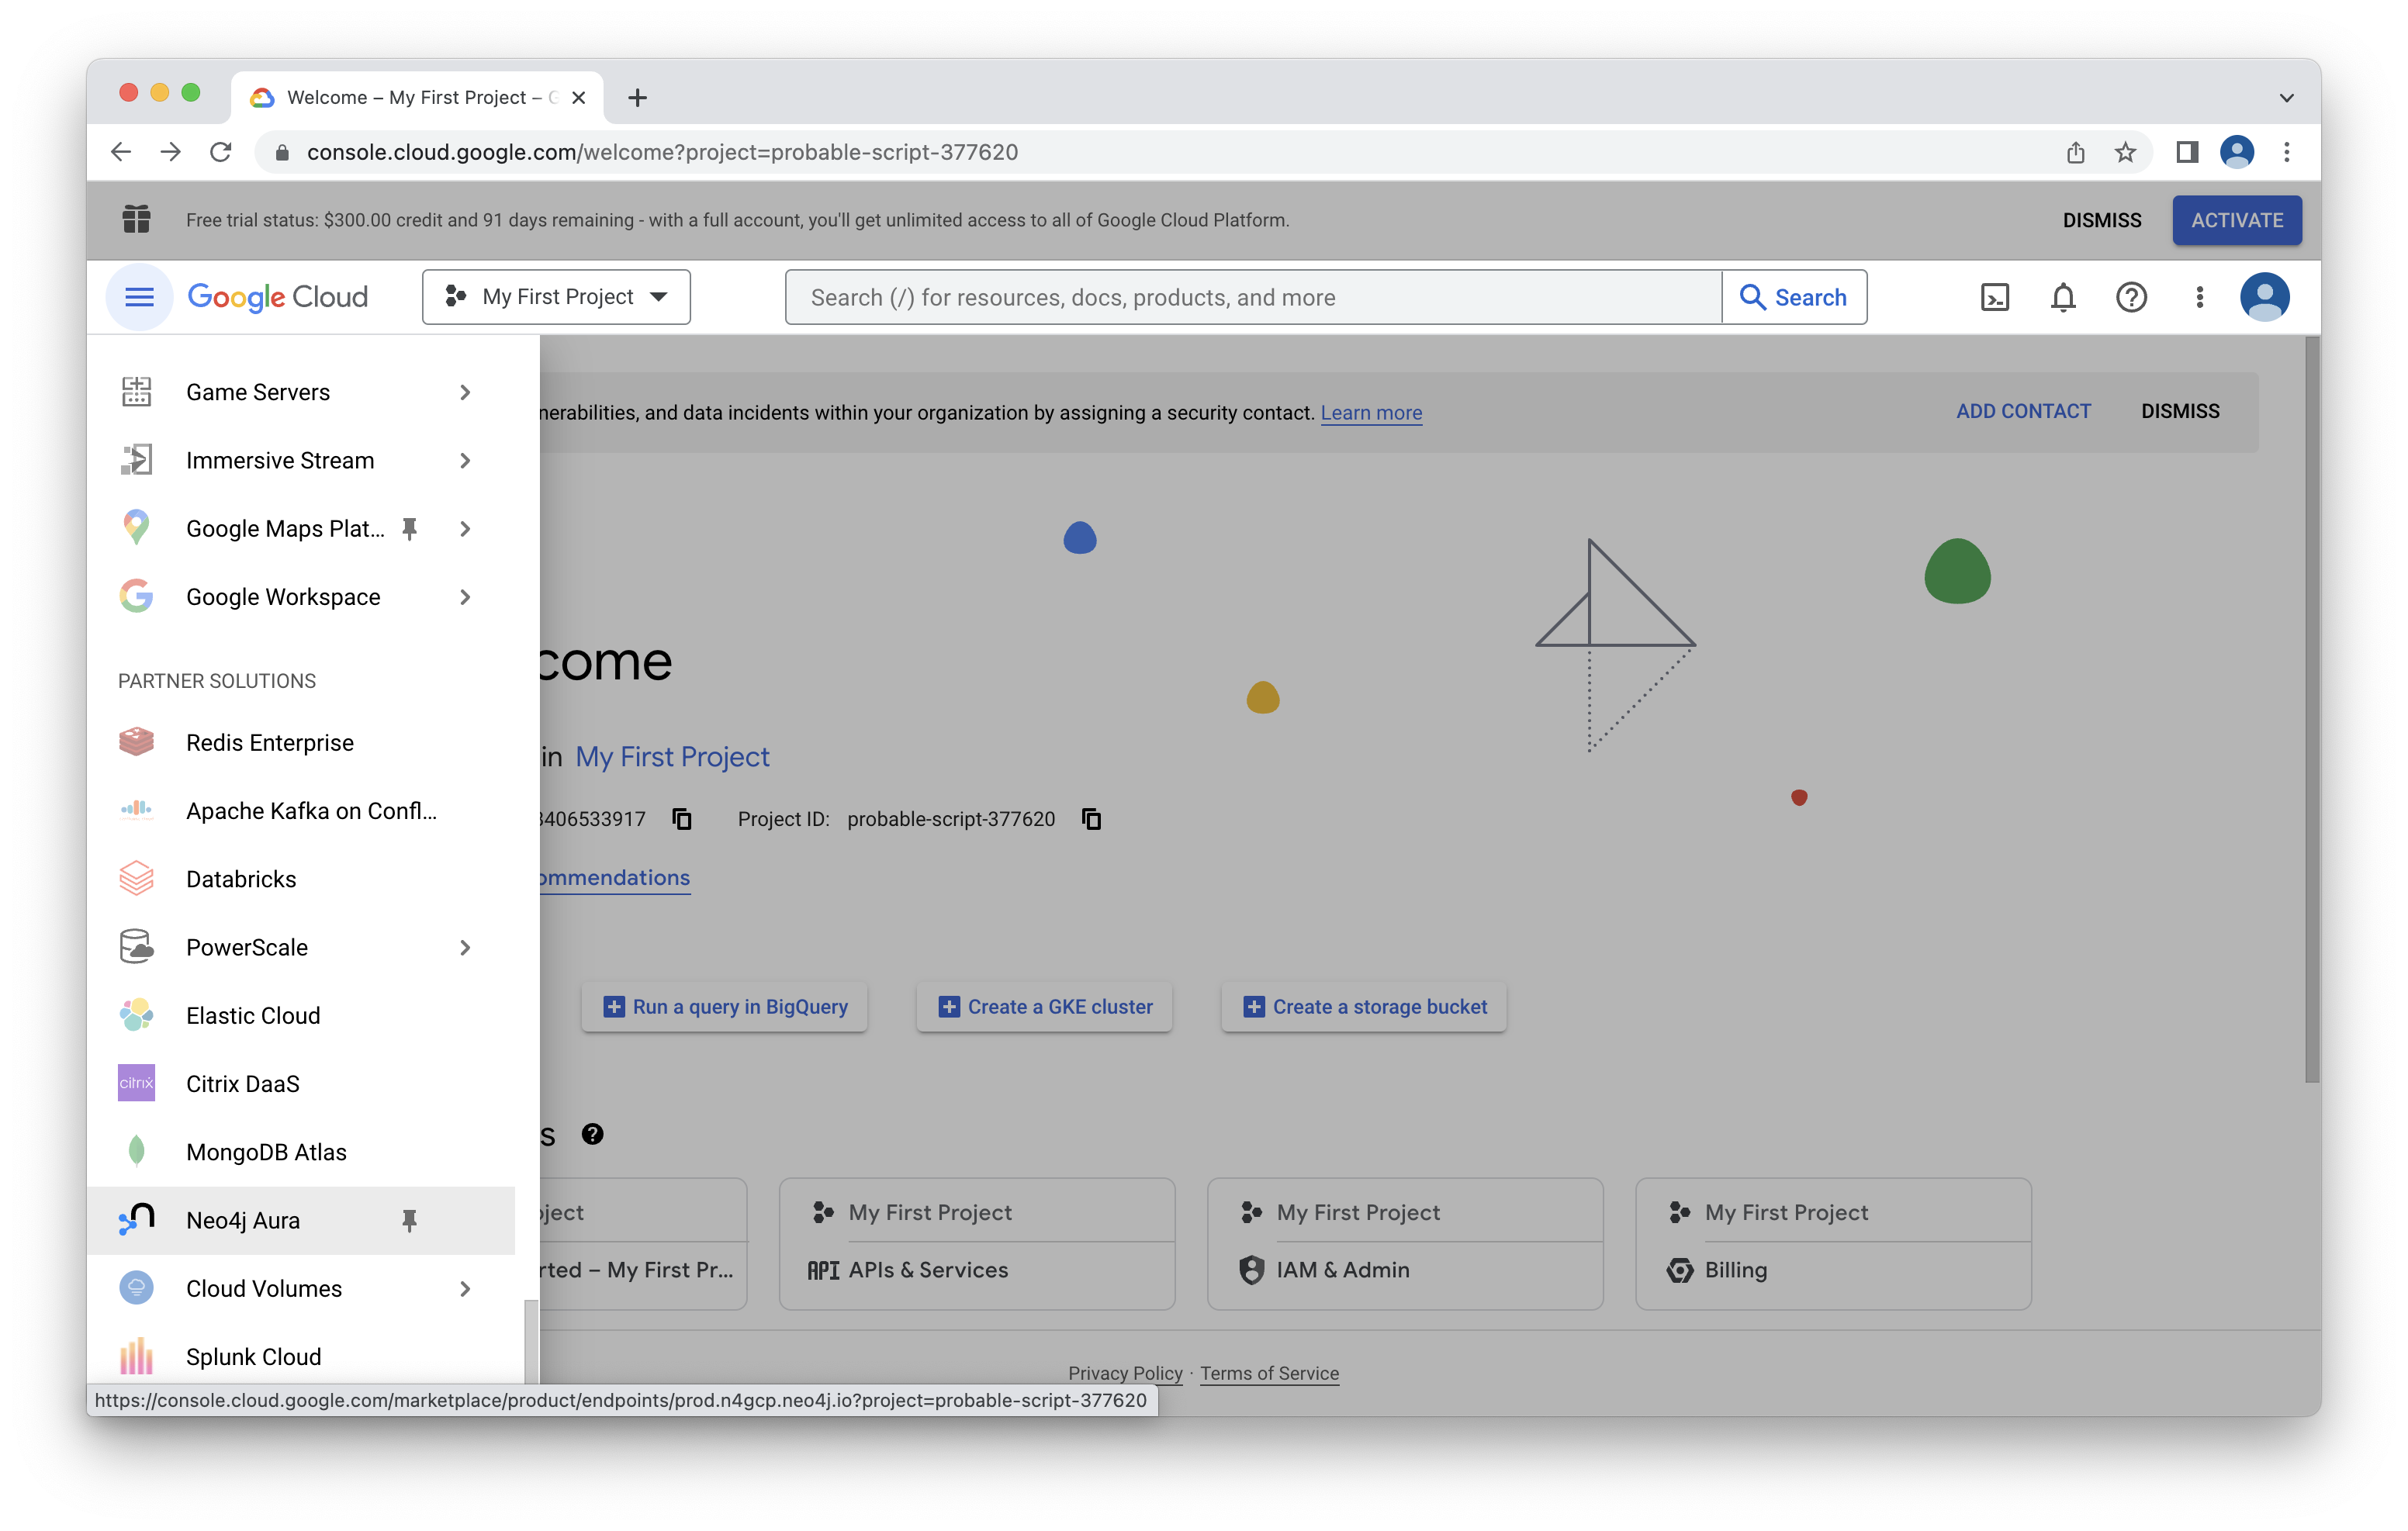 Welcome – My First Project –
console.cloud.google.com/welcome?project=probable-script-377620
Free trial status: $300.00 credit and 91 days remaining - with a full account, you'll get unlimited access to all of Google Cloud Platform.
DISMISS
ACTIVATE
Google Cloud
My First Project
Search (/) for resources, docs, products, and more
Search
Game Servers
Immersive Stream
Google Maps Plat...
Google Workspace
PARTNER SOLUTIONS
Redis Enterprise
Apache Kafka on Confl...
Databricks
PowerScale
Elastic Cloud
citrix
Citrix DaaS
MongoDB Atlas
Neo4j Aura
Cloud Volumes
Splunk Cloud
nerabilities, and data incidents within your organization by assigning a security contact. Learn more
ADD CONTACT
DISMISS
come
in My First Project
3406533917
Project ID: probable-script-377620
ommendations
Run a query in BigQuery
Create a GKE cluster
Create a storage bucket
s
ject
rted – My First Pr...
My First Project
API APIs & Services
My First Project
IAM & Admin
My First Project
Billing
Privacy Policy · Terms of Service
https://console.cloud.google.com/marketplace/product/endpoints/prod.n4gcp.neo4j.io?project=probable-script-377620